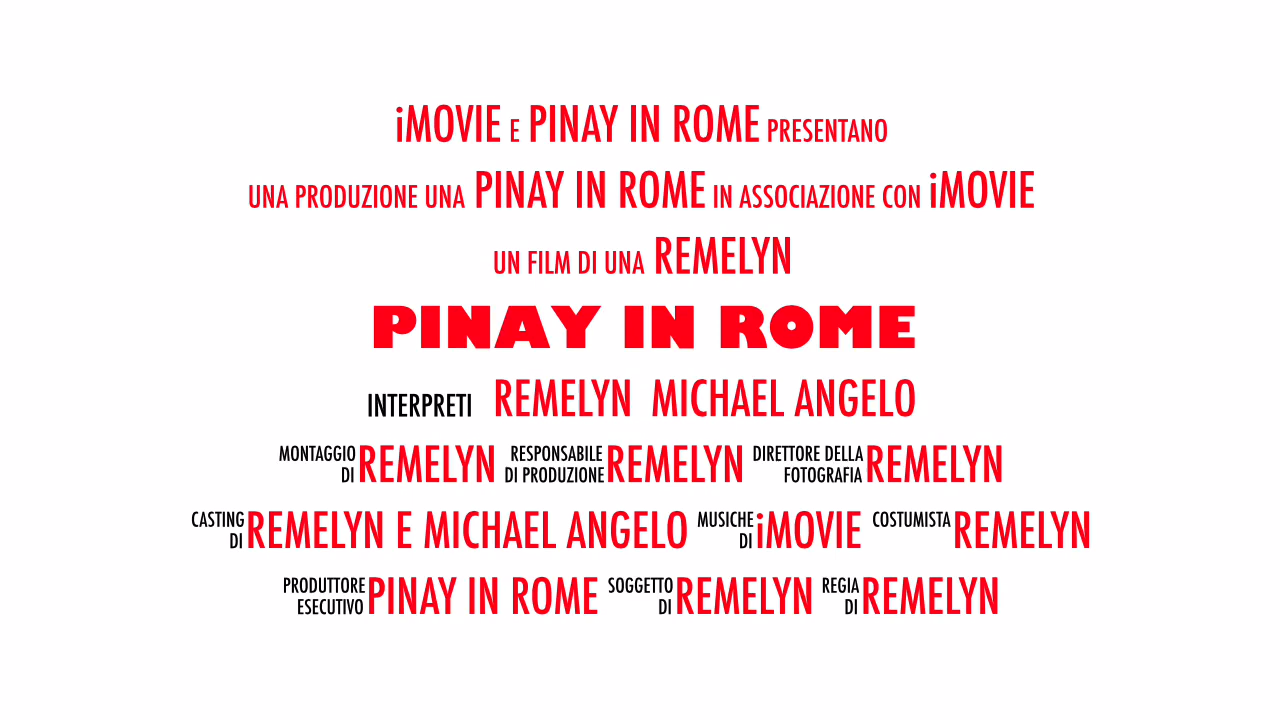 iMOVIE E PINAY IN ROME PRESENTANO
UNA PRODUZIONE UNA PINAY IN ROME IN ASSOCIAZIONE CON iMOVIE
UN FILM DI UNA REMELYN
PINAY IN ROME
INTERPRETI REMELYN MICHAEL ANGELO
MONTAGGIO DI REMELYN RESPONSABILE DI PRODUZIONE REMELYN DIRETTORE DELLA FOTOGRAFIA REMELYN
CASTING DI REMELYN E MICHAEL ANGELO MUSICHE DI iMOVIE COSTUMISTA REMELYN
PRODUTTORE ESECUTIVO PINAY IN ROME SOGGETTO DI REMELYN REGIA DI REMELYN